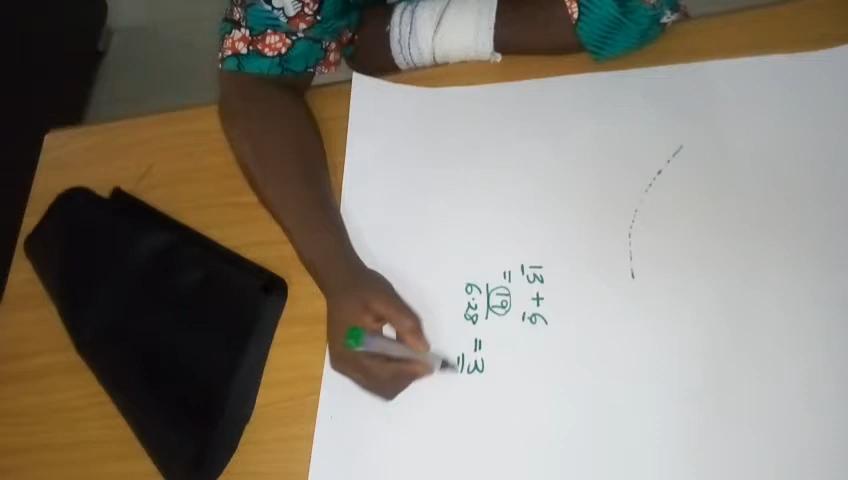 13 + 6
= 19
6.28 = 3